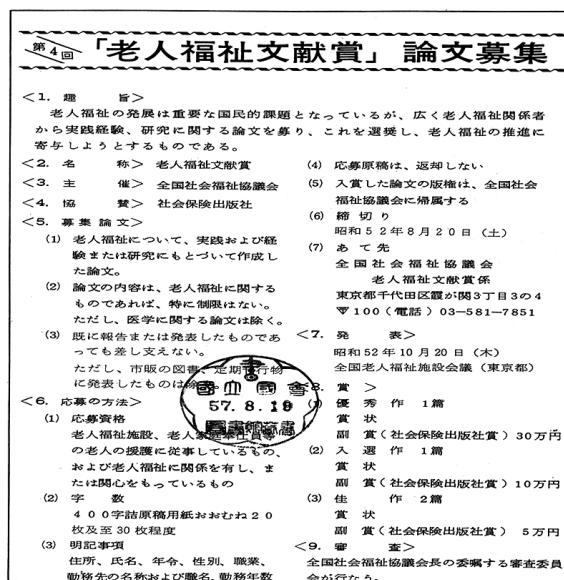 第4回「老人福祉文献賞」論文募集
<1. 趣 旨>
老人福祉の発展は重要な国民的課題となっているが、広く老人福祉関係者
から実践経験、研究に関する論文を募り、これを選奨し、老人福祉の推進に
寄与しようとするものである。
<2. 名 称> 老人福祉文献賞
<3. 主 催> 全国社会福祉協議会
<4. 協 賛> 社会保険出版社
<5. 募集論文>
(1) 老人福祉について、実践および経
験または研究にもとづいて作成し
た論文。
(2) 論文の内容は、老人福祉に関する
ものであれば、特に制限はない。
ただし、医学に関する論文は除く。
(3) 既に報告または発表したものであ
っても差し支えない。
ただし、市販の図書、定期刊行物
に発表したものは除
<6. 応募の方法>
(1) 応募資格
老人福祉施設、老人家庭奉仕員等
の老人の援護に従事しているもの、
および老人福祉に関係を有し、ま
たは関心をもっているもの
(2) 字 数
400字詰原稿用紙おおむね20
枚及至30枚程度
(3) 明記事項
住所、氏名、年令、性別、職業、
勤務先の名称および職名、勤務年数
(4) 応募原稿は、返却しない
(5) 入賞した論文の版権は、全国社会
福祉協議会に帰属する
(6) 締切り
昭和52年8月20日(土)
(7) あて先
全国社会福祉協議会
老人福祉文献賞係
東京都千代田区霞が関3丁目3の4
〒100(電話)03-581-7851
<7. 発 表>
昭和52年10月20日(木)
全国老人福祉施設会議(東京都)
<8. 賞>
(1) 優秀作 1篇
賞状
副賞(社会保険出版社賞)30万円
(2) 入選作 1篇
賞状
副賞(社会保険出版社賞)10万円
(3) 佳 作 2篇
賞状
副賞(社会保険出版社賞) 5万円
<9. 審 査>
全国社会福祉協議会長の委嘱する審査委員
会が行なう。
国立國會
57.8.19
図書館蔵書